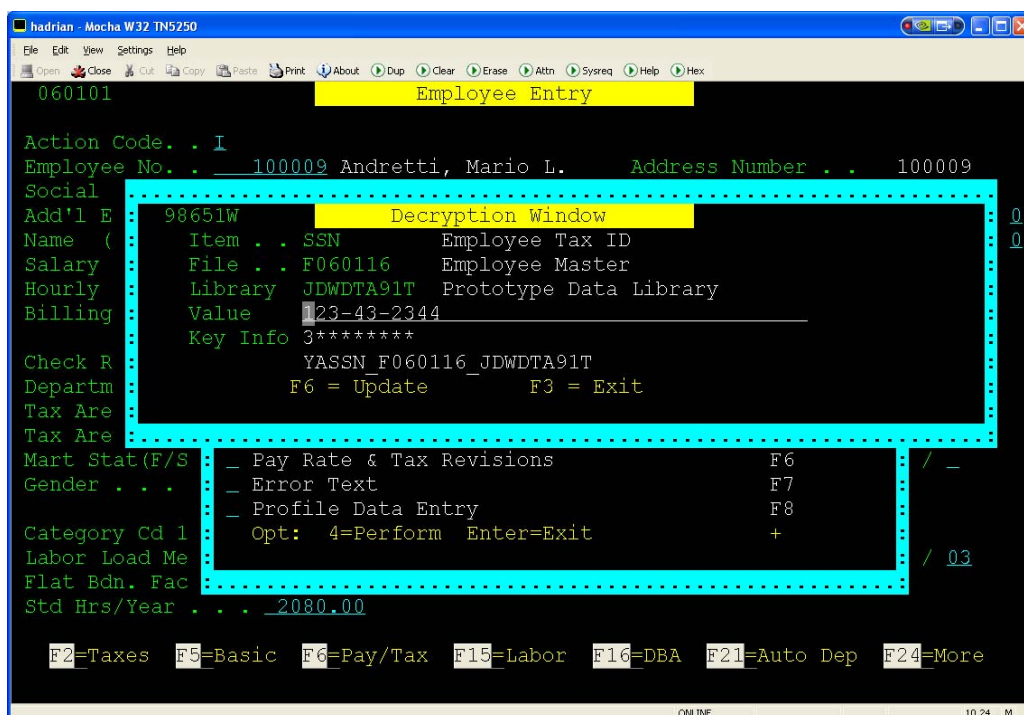 hadrian - Mocha W32 TN5250
File Edit View Settings Help
Open Close Cut Copy Paste Print About Dup Clear Erase Attn Sysreq Help Hex
060101 Employee Entry
Action Code. . I
Employee No. . 100009 Andretti, Mario L. Address Number . . 100009
Social
Add'l E : 98651W Decryption Window : 0
Name ( : Item . . SSN Employee Tax ID : 0
Salary : File . . F060116 Employee Master :
Hourly : Library JDWDTA91T Prototype Data Library :
Billing : Value 123-43-2344 :
: Key Info 3******** :
Check R : YASSN_F060116_JDWDTA91T :
Departm : F6 = Update F3 = Exit :
Tax Are :
Tax Are
Mart Stat(F/S : _ Pay Rate & Tax Revisions F6 : / _
Gender . . . : _ Error Text F7 :
: _ Profile Data Entry F8 :
Category Cd 1 : Opt: 4=Perform Enter=Exit + :
Labor Load Me : / 03
Flat Bdn. Fac
Std Hrs/Year . . . 2080.00
F2=Taxes F5=Basic F6=Pay/Tax F15=Labor F16=DBA F21=Auto Dep F24=More
ONLINE 10,24 M